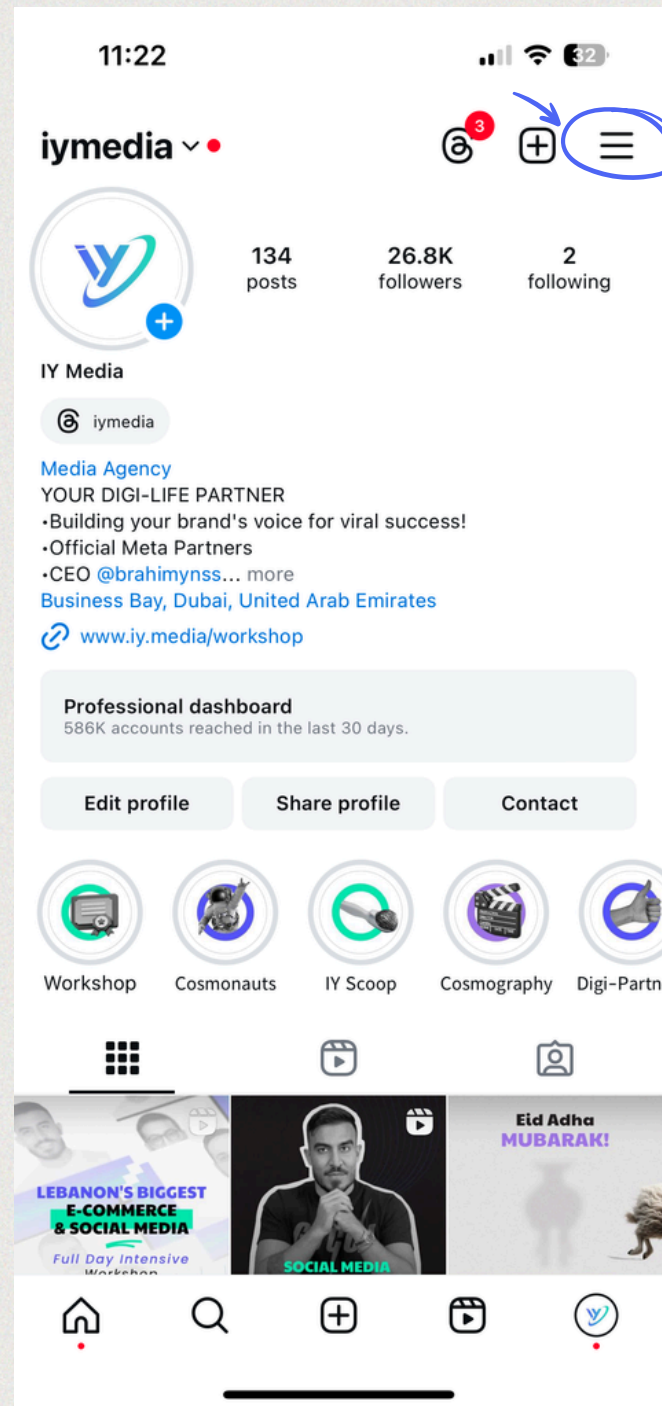 11:22
32
iymedia
3
134
posts
26.8K
followers
2
following
IY Media
iymedia
Media Agency
YOUR DIGI-LIFE PARTNER
•Building your brand's voice for viral success!
•Official Meta Partners
•CEO @brahimynss... more
Business Bay, Dubai, United Arab Emirates
www.iy.media/workshop
Professional dashboard
586K accounts reached in the last 30 days.
Edit profile
Share profile
Contact
Workshop
Cosmonauts
IY Scoop
Cosmography
Digi-Partn
LEBANON'S BIGGEST
E-COMMERCE
& SOCIAL MEDIA
Full Day Intensive
Workshop
SOCIAL MEDIA
Eid Adha
MUBARAK!